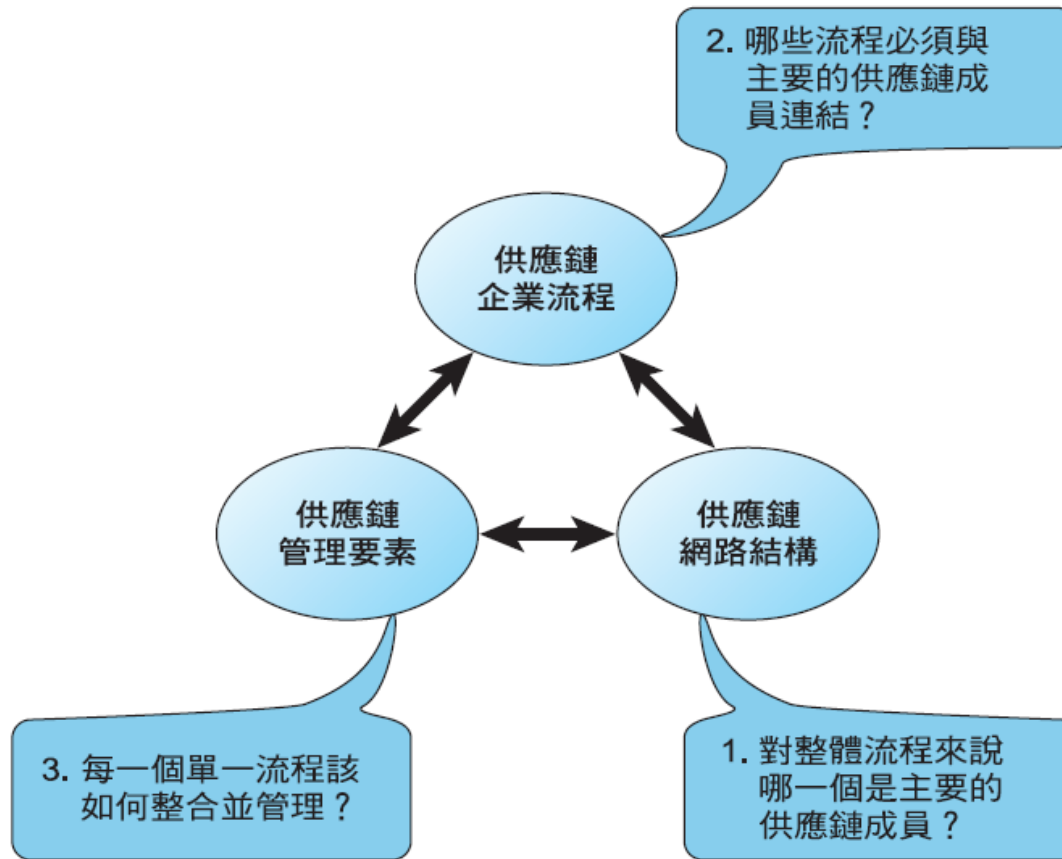 2. 哪些流程必須與
主要的供應鏈成
員連結？
供應鏈
企業流程
供應鏈
管理要素
供應鏈
網路結構
3. 每一個單一流程該
如何整合並管理？
1. 對整體流程來說
哪一個是主要的
供應鏈成員？